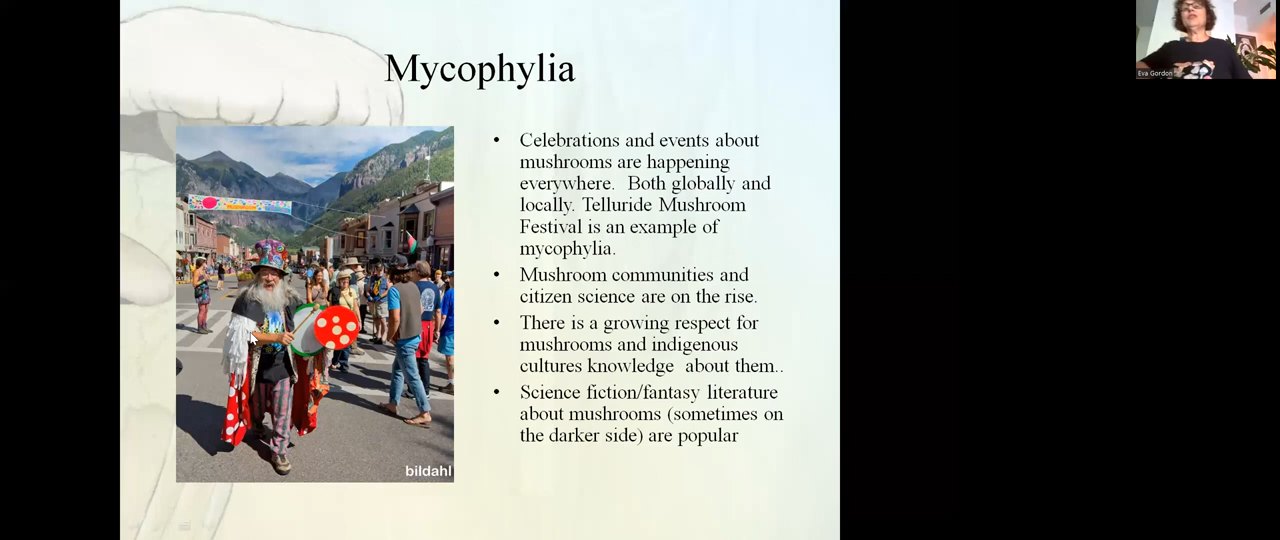 Mycophylia
• Celebrations and events about
mushrooms are happening
everywhere.  Both globally and
locally. Telluride Mushroom
Festival is an example of
mycophylia.
• Mushroom communities and
citizen science are on the rise.
• There is a growing respect for
mushrooms and indigenous
cultures knowledge  about them..
• Science fiction/fantasy literature
about mushrooms (sometimes on
the darker side) are popular
bildahl
Eva Gordon